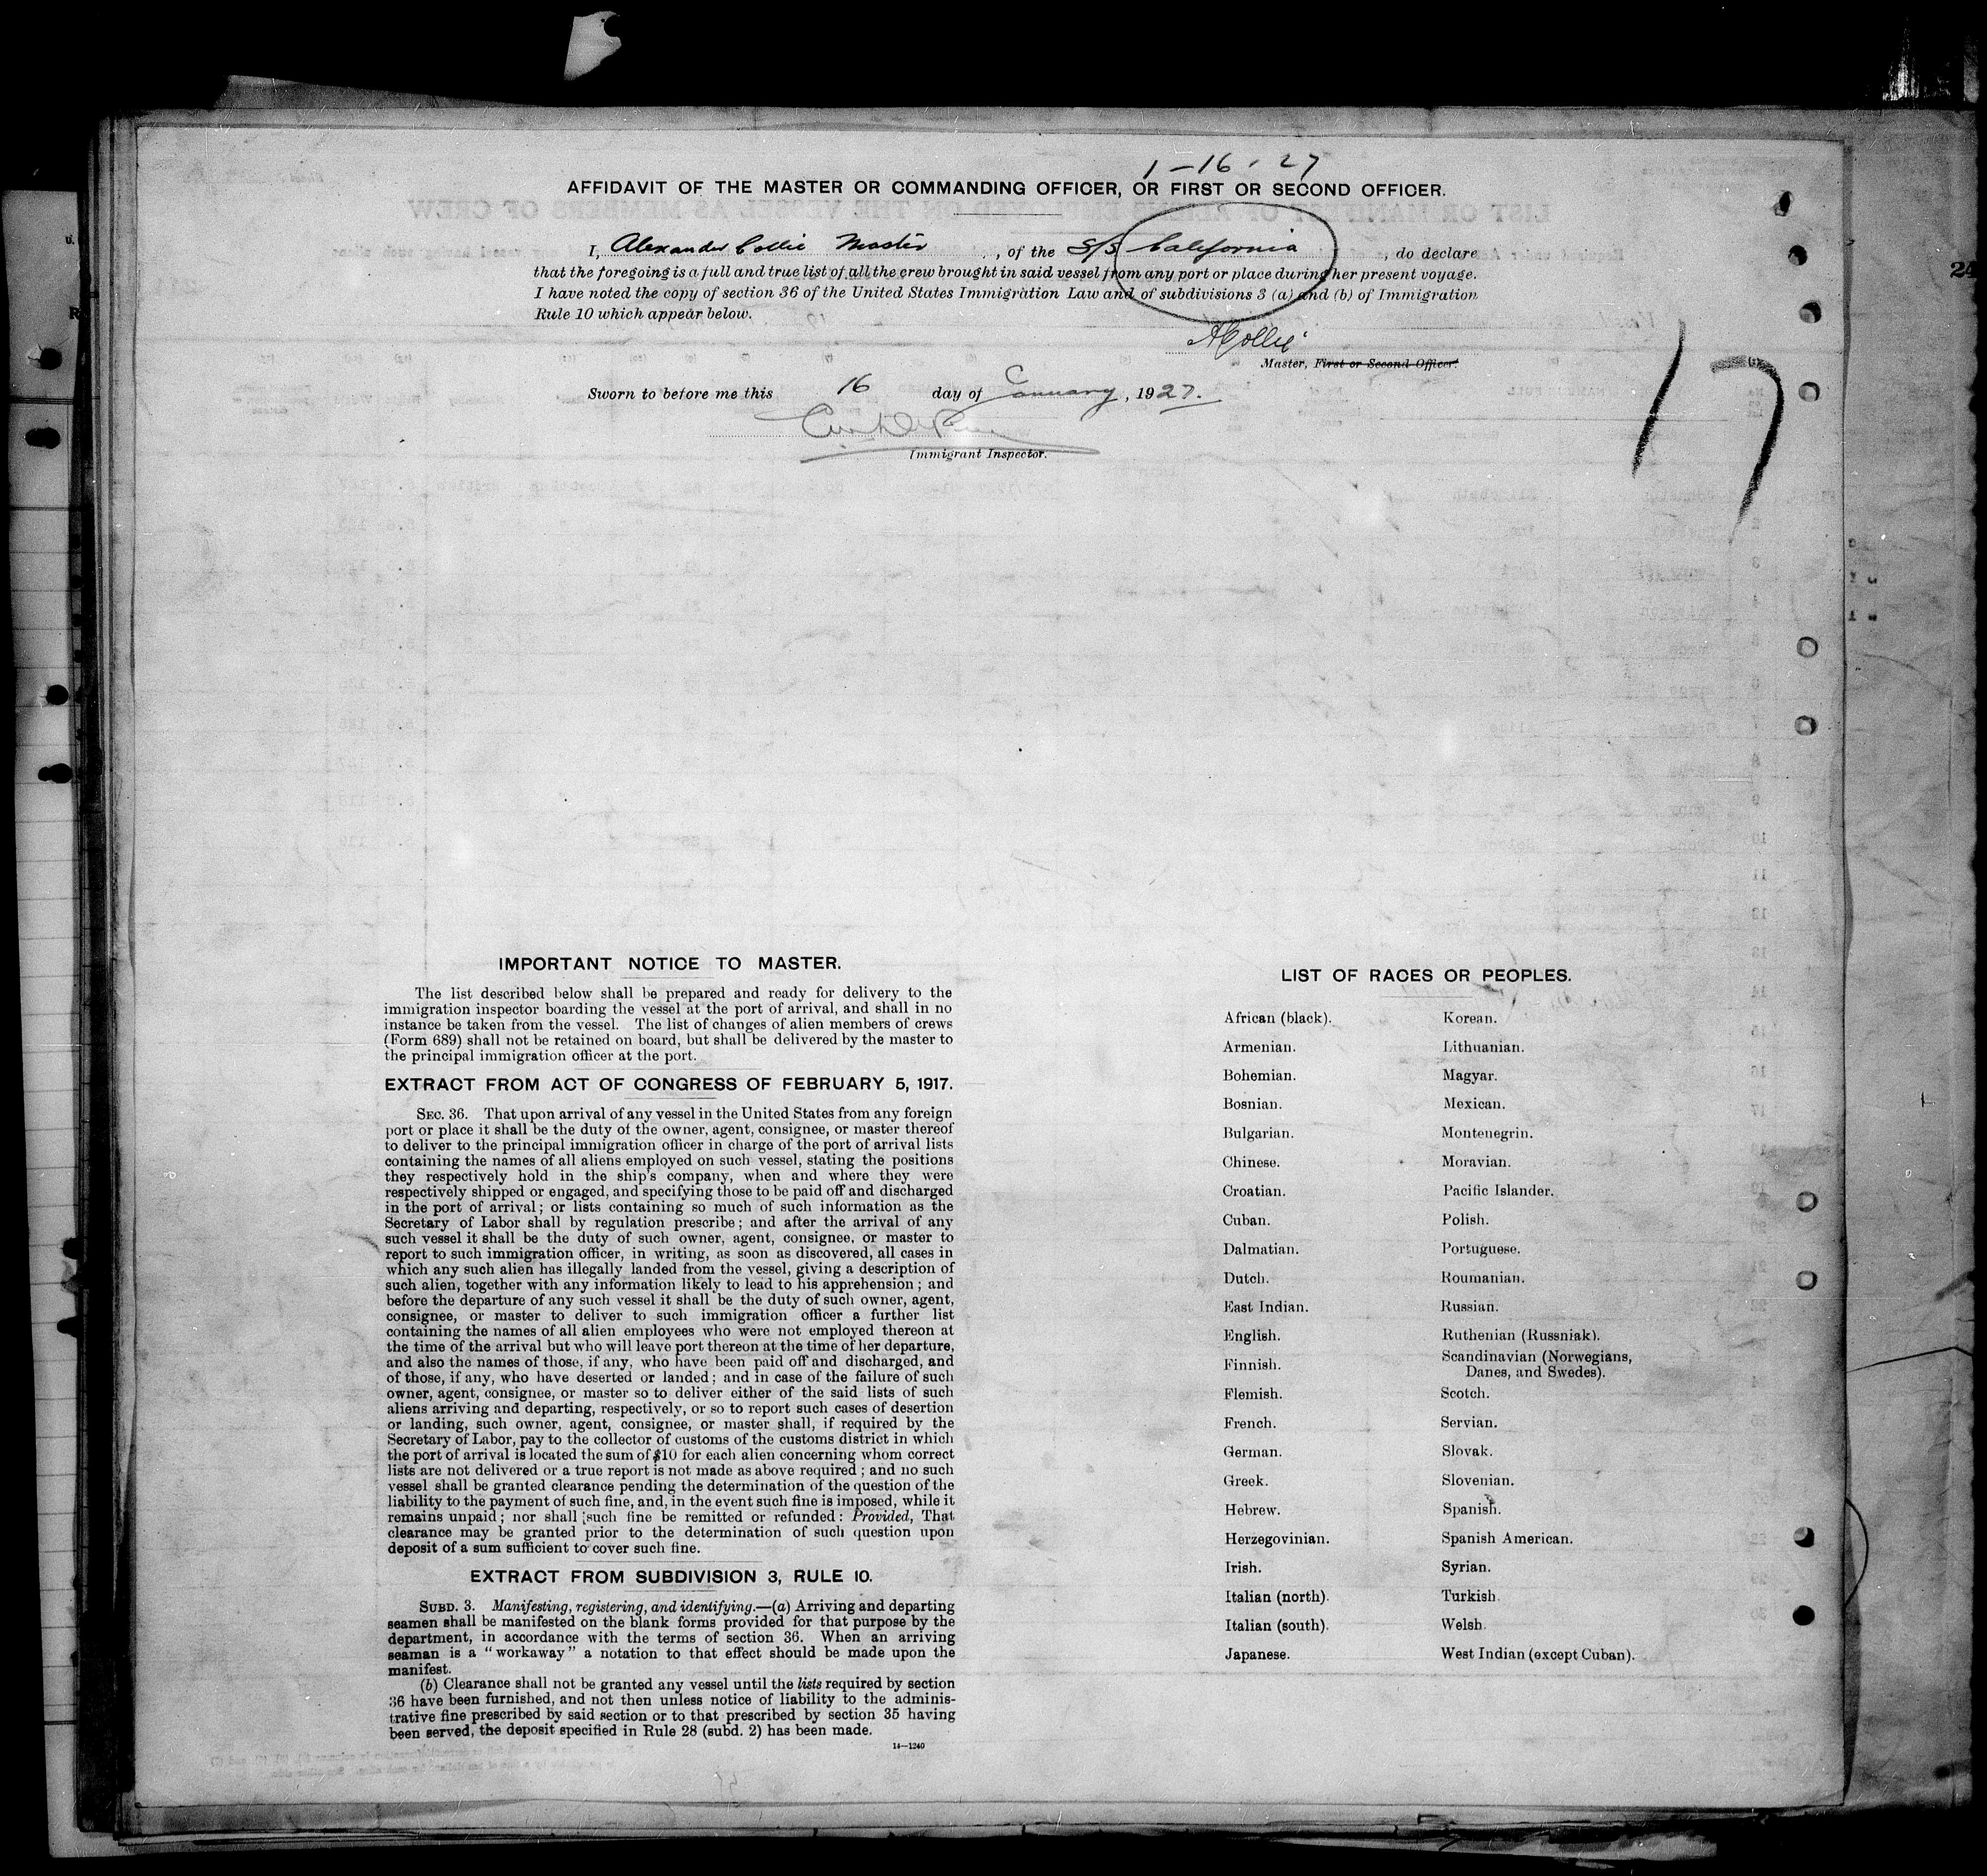 1-16-27
AFFIDAVIT OF THE MASTER OR COMMANDING OFFICER, OR FIRST OR SECOND OFFICER.
I, Alexander Collie Master, of the S/S California, do declare
that the foregoing is a full and true list of all the crew brought in said vessel from any port or place during her present voyage.
I have noted the copy of section 36 of the United States Immigration Law and of subdivisions 3 (a) and (b) of Immigration
Rule 10 which appear below.
ACollie
Master, First or Second Officer.
Sworn to before me this 16 day of January, 1927.
Immigrant Inspector.
17
24
IMPORTANT NOTICE TO MASTER.
The list described below shall be prepared and ready for delivery to the
immigration inspector boarding the vessel at the port of arrival, and shall in no
instance be taken from the vessel. The list of changes of alien members of crews
(Form 689) shall not be retained on board, but shall be delivered by the master to
the principal immigration officer at the port.
EXTRACT FROM ACT OF CONGRESS OF FEBRUARY 5, 1917.
SEC. 36. That upon arrival of any vessel in the United States from any foreign
port or place it shall be the duty of the owner, agent, consignee, or master thereof
to deliver to the principal immigration officer in charge of the port of arrival lists
containing the names of all aliens employed on such vessel, stating the positions
they respectively hold in the ship's company, when and where they were
respectively shipped or engaged, and specifying those to be paid off and discharged
in the port of arrival; or lists containing so much of such information as the
Secretary of Labor shall by regulation prescribe; and after the arrival of any
such vessel it shall be the duty of such owner, agent, consignee, or master to
report to such immigration officer, in writing, as soon as discovered, all cases in
which any such alien has illegally landed from the vessel, giving a description of
such alien, together with any information likely to lead to his apprehension; and
before the departure of any such vessel it shall be the duty of such owner, agent,
consignee, or master to deliver to such immigration officer a further list
containing the names of all alien employees who were not employed thereon at
the time of the arrival but who will leave port thereon at the time of her departure,
and also the names of those, if any, who have been paid off and discharged, and
of those, if any, who have deserted or landed; and in case of the failure of such
owner, agent, consignee, or master so to deliver either of the said lists of such
aliens arriving and departing, respectively, or so to report such cases of desertion
or landing, such owner, agent, consignee, or master shall, if required by the
Secretary of Labor, pay to the collector of customs of the customs district in which
the port of arrival is located the sum of $10 for each alien concerning whom correct
lists are not delivered or a true report is not made as above required; and no such
vessel shall be granted clearance pending the determination of the question of the
liability to the payment of such fine, and, in the event such fine is imposed, while it
remains unpaid; nor shall such fine be remitted or refunded: Provided, That
clearance may be granted prior to the determination of such question upon
deposit of a sum sufficient to cover such fine.
EXTRACT FROM SUBDIVISION 3, RULE 10.
SUBD. 3. Manifesting, registering, and identifying.—(a) Arriving and departing
seamen shall be manifested on the blank forms provided for that purpose by the
department, in accordance with the terms of section 36. When an arriving
seaman is a "workaway" a notation to that effect should be made upon the
manifest.
(b) Clearance shall not be granted any vessel until the lists required by section
36 have been furnished, and not then unless notice of liability to the adminis-
trative fine prescribed by said section or to that prescribed by section 35 having
been served, the deposit specified in Rule 28 (subd. 2) has been made.
14—1240
LIST OF RACES OR PEOPLES.
African (black).
Armenian.
Bohemian.
Bosnian.
Bulgarian.
Chinese.
Croatian.
Cuban.
Dalmatian.
Dutch.
East Indian.
English.
Finnish.
Flemish.
French.
German.
Greek.
Hebrew.
Herzegovinian.
Irish.
Italian (north).
Italian (south).
Japanese.
Korean.
Lithuanian.
Magyar.
Mexican.
Montenegrin.
Moravian.
Pacific Islander.
Polish.
Portuguese.
Roumanian.
Russian.
Ruthenian (Russniak).
Scandinavian (Norwegians,
Danes, and Swedes).
Scotch.
Servian.
Slovak.
Slovenian.
Spanish.
Spanish American.
Syrian.
Turkish.
Welsh.
West Indian (except Cuban).